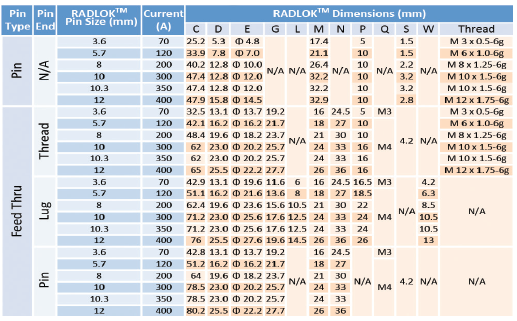 Pin Type Pin End RADLOK™ Pin Size (mm) Current (A) RADLOK™ Dimensions (mm)
C D E G L M N P Q S W Thread
Pin N/A
3.6 70 25.2 5.3 Φ 4.8 N/A N/A 17.4 N/A 5 N/A 1.5 N/A M 3 x 0.5-6g
5.7 120 33.9 7.8 Φ 7.0 21.1 10 1.5 M 6 x 1.0-6g
8 200 40.2 12.8 Φ 10.0 26.4 10 2.2 M 8 x 1.25-6g
10 300 47.4 12.8 Φ 12.0 32.2 10 3.2 M 10 x 1.5-6g
10.3 350 47.4 12.8 Φ 12.0 32.2 10 3.2 M 10 x 1.5-6g
12 400 47.9 15.8 Φ 14.5 32.9 10 2.8 M 12 x 1.75-6g
Feed Thru
Thread
3.6 70 32.5 13.1 Φ 13.7 19.2 N/A 16 24.5 5 M3 4.2 N/A M 3 x 0.5-6g
5.7 120 42.1 16.2 Φ 16.2 21.7 18 27 10 M 6 x 1.0-6g
8 200 48.4 19.6 Φ 18.2 23.7 21 30 10 M4 M 8 x 1.25-6g
10 300 62 23.0 Φ 20.2 25.7 24 33 16 M 10 x 1.5-6g
10.3 350 62 23.0 Φ 20.2 25.7 24 33 16 M 10 x 1.5-6g
12 400 65 25.5 Φ 22.2 27.7 26 36 16 M 12 x 1.75-6g
Lug
3.6 70 42.9 13.1 Φ 19.6 11.6 6 16 24.5 16.5 M3 N/A 4.2 N/A
5.7 120 51.1 16.2 Φ 21.6 13.6 8 18 27 18.5 6.3
8 200 62.4 19.6 Φ 23.6 15.6 10.5 21 30 22 M4 8.5
10 300 71.2 23.0 Φ 25.6 17.6 12.5 24 33 24 10.5
10.3 350 71.2 23.0 Φ 25.6 17.6 12.5 24 33 24 10.5
12 400 76 25.5 Φ 27.6 19.6 14.5 26 36 26 13
Pin
3.6 70 42.8 13.1 Φ 13.7 19.2 N/A 16 24.5 N/A M3 4.2 N/A N/A
5.7 120 51.2 16.2 Φ 16.2 21.7 18 27
8 200 64 19.6 Φ 18.2 23.7 21 30 M4
10 300 78.5 23.0 Φ 20.2 25.7 24 33
10.3 350 78.5 23.0 Φ 20.2 25.7 24 33
12 400 80.2 25.5 Φ 22.2 27.7 26 36